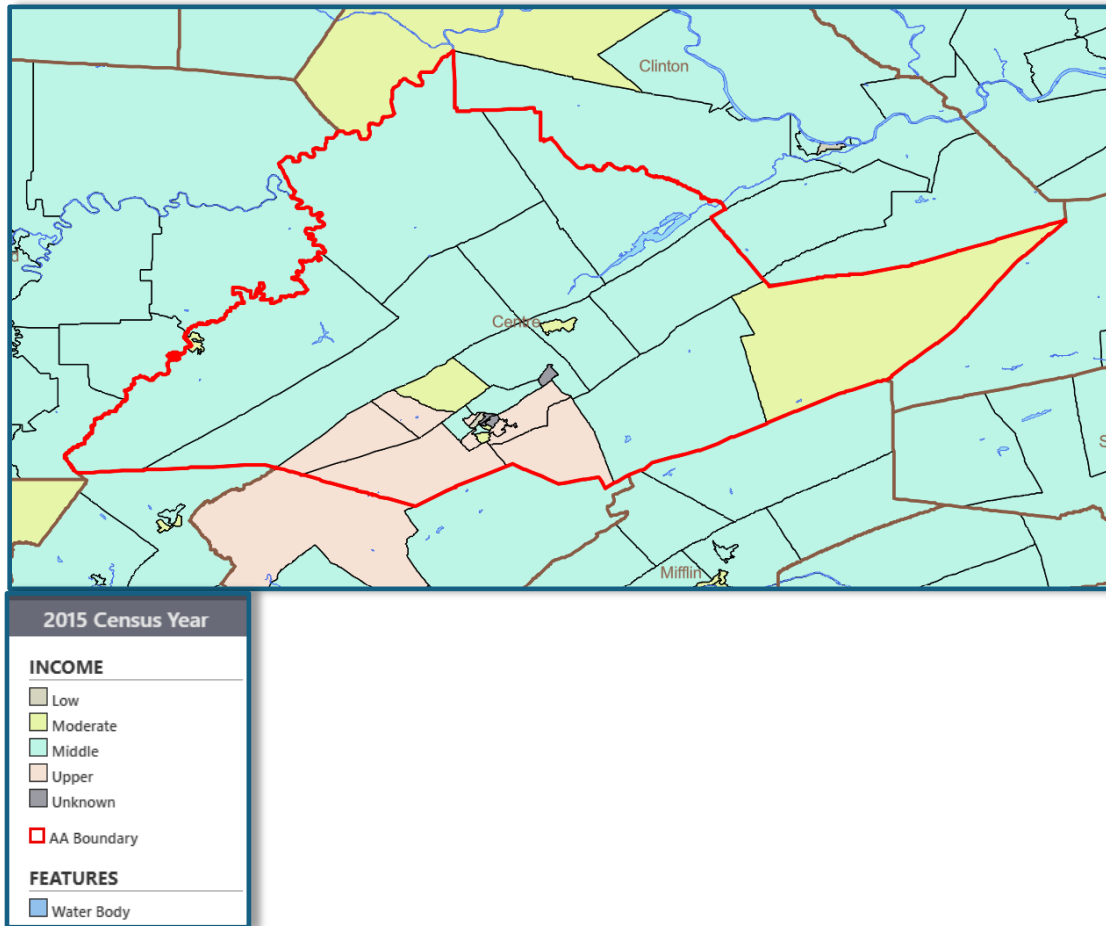 Clinton
Centre
Mifflin
2015 Census Year
INCOME
Low
Moderate
Middle
Upper
Unknown
AA Boundary
FEATURES
Water Body